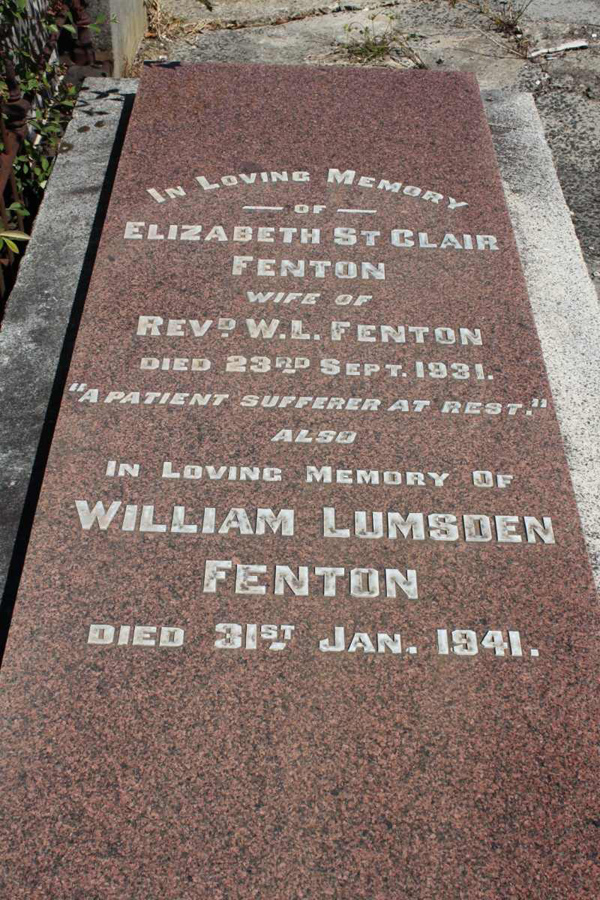 In Loving Memory
— OF —
ELIZABETH ST CLAIR
FENTON
WIFE OF
REVD W.L. FENTON
DIED 23RD SEPT. 1931.
"A PATIENT SUFFERER AT REST."
ALSO
IN LOVING MEMORY OF
WILLIAM LUMSDEN
FENTON
DIED 31ST JAN. 1941.